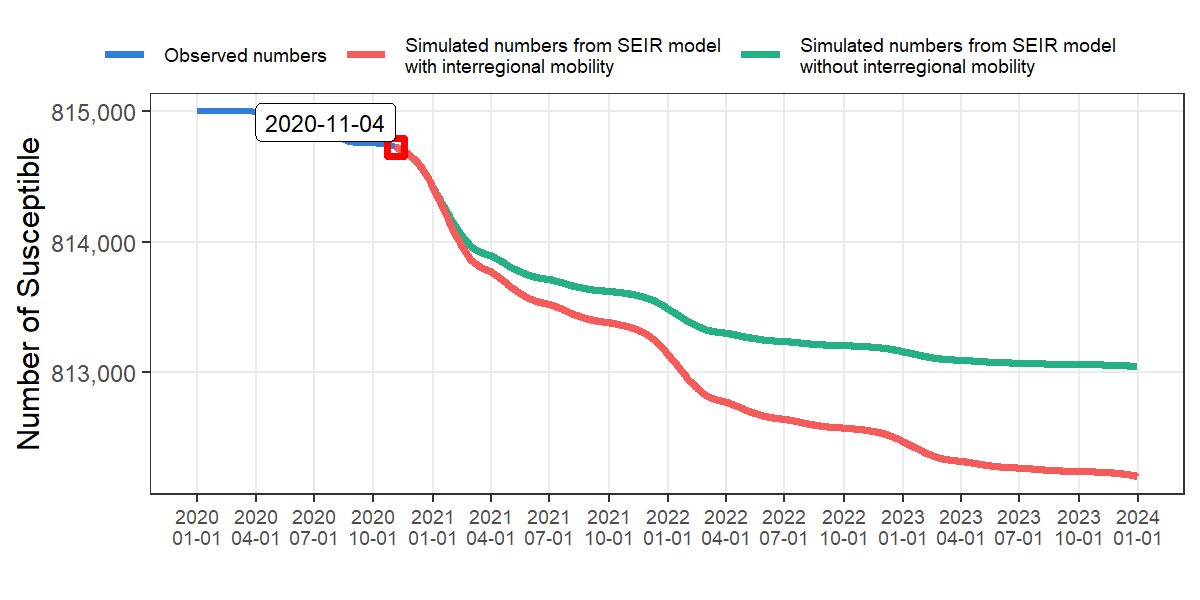 Observed numbers
Simulated numbers from SEIR model
with interregional mobility
Simulated numbers from SEIR model
without interregional mobility
Number of Susceptible
815,000
814,000
813,000
2020-11-04
2020 2020 2020 2020 2021 2021 2021 2021 2022 2022 2022 2022 2023 2023 2023 2023 2024
01-01 04-01 07-01 10-01 01-01 04-01 07-01 10-01 01-01 04-01 07-01 10-01 01-01 04-01 07-01 10-01 01-01